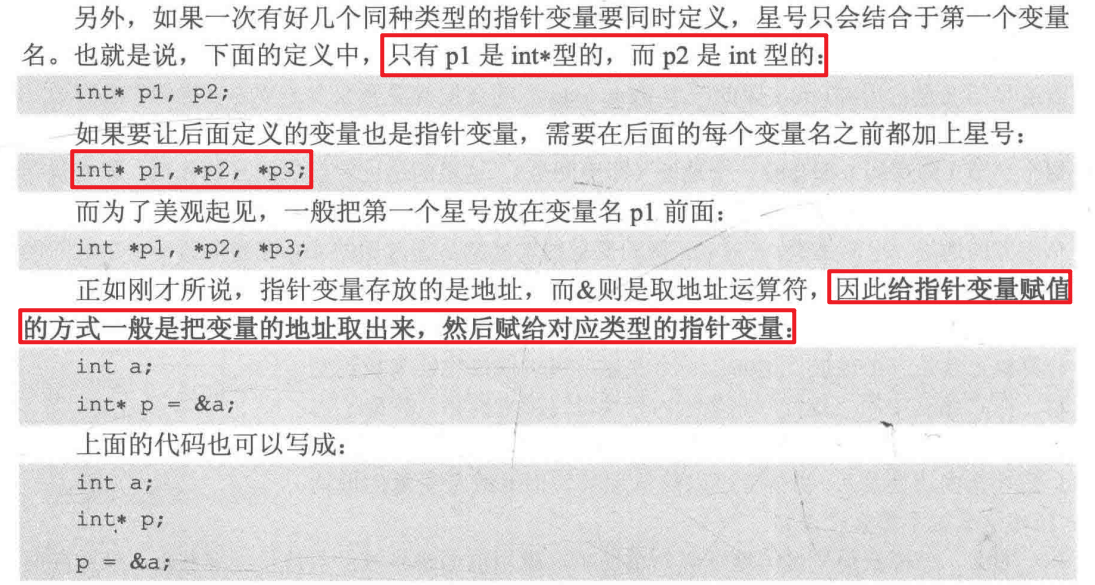 另外，如果一次有好几个同种类型的指针变量要同时定义，星号只会结合于第一个变量
名。也就是说，下面的定义中，只有 p1 是 int*型的，而 p2 是 int 型的：
int* p1, p2;
如果要让后面定义的变量也是指针变量，需要在后面的每个变量名之前都加上星号：
int* p1, *p2, *p3;
而为了美观起见，一般把第一个星号放在变量名 p1 前面：
int *p1, *p2, *p3;
正如刚才所说，指针变量存放的是地址，而&则是取地址运算符，因此给指针变量赋值
的方式一般是把变量的地址取出来，然后赋给对应类型的指针变量：
int a;
int* p = &a;
上面的代码也可以写成：
int a;
int* p;
p = &a;